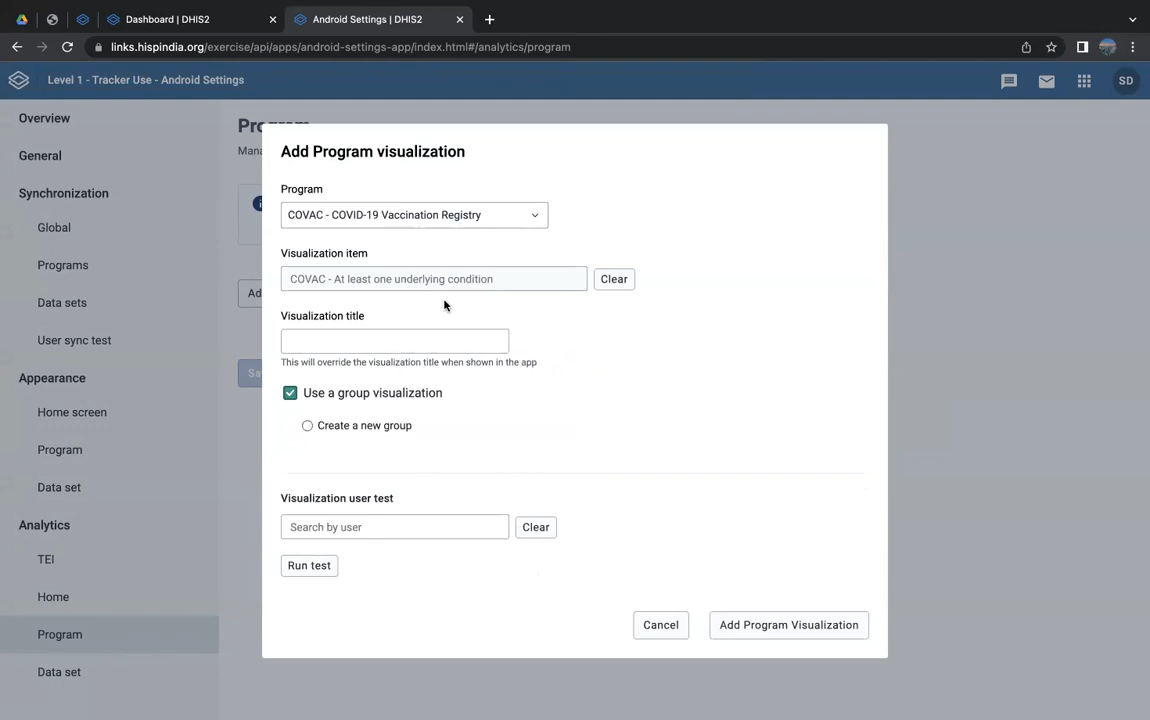 Dashboard | DHIS2
Android Settings | DHIS2
links.hispindia.org/exercise/api/apps/android-settings-app/index.html#/analytics/program
Level 1 - Tracker Use - Android Settings
SD
Overview
General
Synchronization
Global
Programs
Data sets
User sync test
Appearance
Home screen
Program
Data set
Analytics
TEI
Home
Program
Data set
Add Program visualization
Program
COVAC - COVID-19 Vaccination Registry
Visualization item
COVAC - At least one underlying condition
Clear
Visualization title
This will override the visualization title when shown in the app
Use a group visualization
Create a new group
Visualization user test
Search by user
Clear
Run test
Cancel
Add Program Visualization